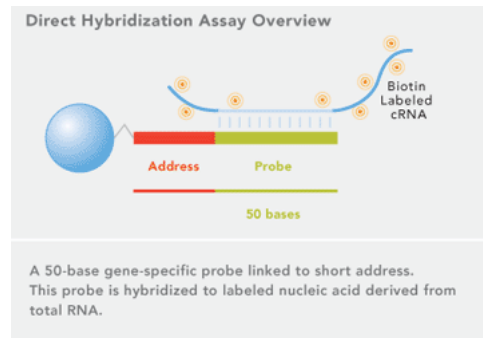 Direct Hybridization Assay Overview
Biotin
Labeled
cRNA
Address
Probe
50 bases
A 50-base gene-specific probe linked to short address.
This probe is hybridized to labeled nucleic acid derived from
total RNA.